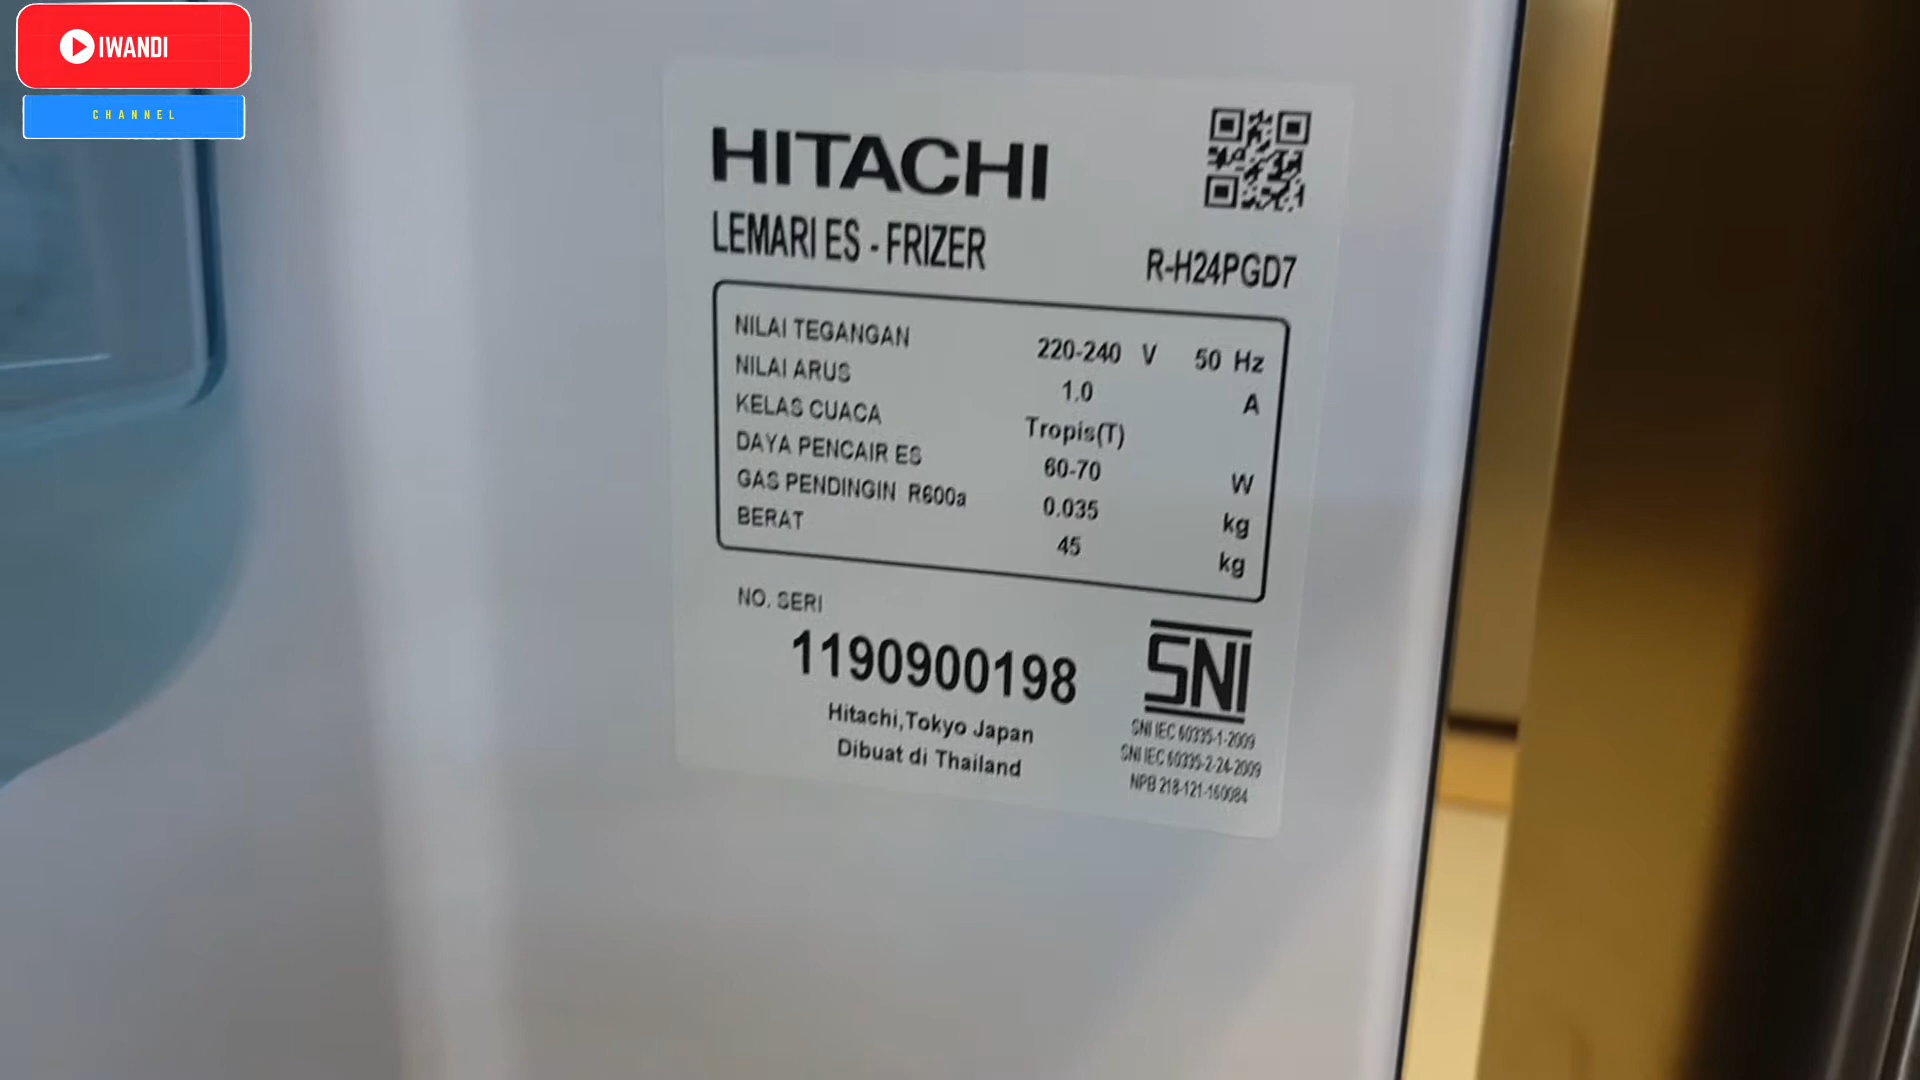 IWANDI
CHANNEL
HITACHI
LEMARI ES - FRIZER
R-H24PGD7
NILAI TEGANGAN 220-240 V 50 Hz
NILAI ARUS 1.0 A
KELAS CUACA Tropis(T)
DAYA PENCAIR ES 60-70 W
GAS PENDINGIN R600a 0.035 kg
BERAT 45 kg
NO. SERI
1190900198
Hitachi,Tokyo Japan
Dibuat di Thailand
SNI
SNI IEC 60335-1-2009
SNI IEC 60335-2-24-2009
NPB 218-121-160084